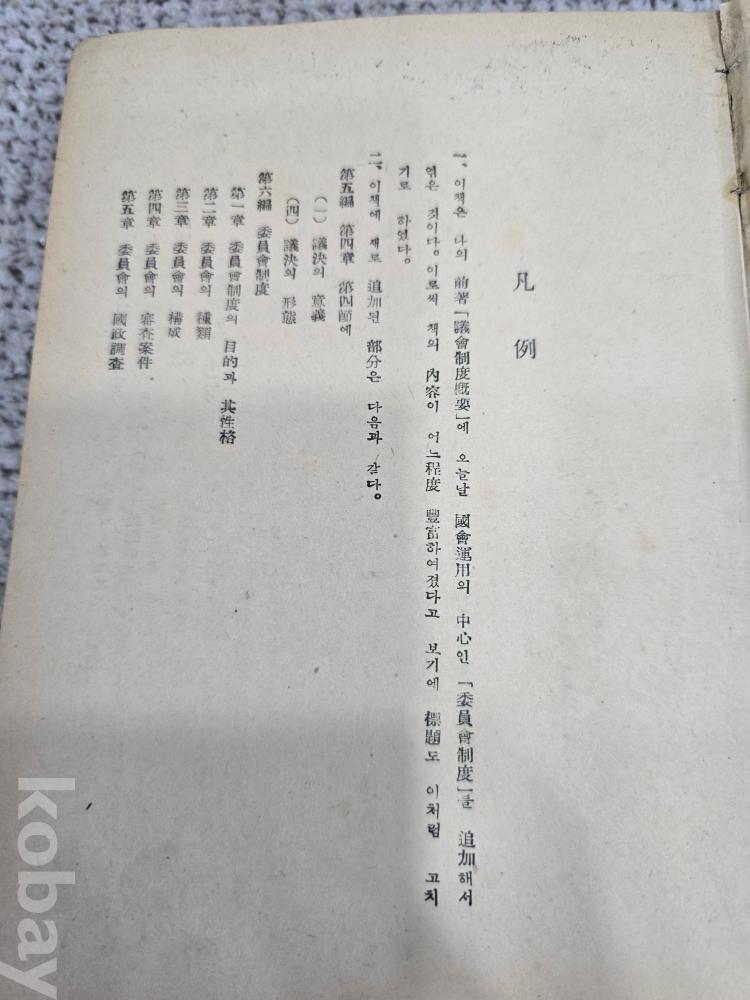 凡例
一、이책은 나의 前著「議會制度槪要」에 오늘날 國會運用의 中心인 「委員會制度」를 追加해서
엮은 것이다。이로써 책의 內容이 어느程度 豐富하여졌다고 보기에 標題도 이처럼 고치
기로 하였다。
二、이책에 새로 追加된 部分은 다음과 같다。
第五編 第四章 第四節에
(一) 議決의 意義
(四) 議決의 形態
第六編 委員會制度
第一章 委員會制度의 目的과 其性格
第二章 委員會의 種類
第三章 委員會의 構成
第四章 委員會의 審査案件
第五章 委員會의 國政調査
kobay